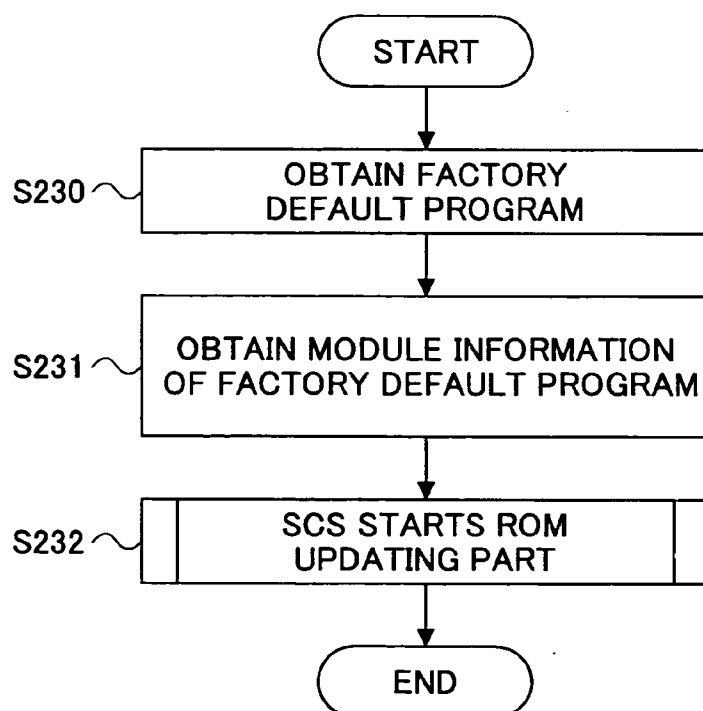 START
S230
OBTAIN FACTORY
DEFAULT PROGRAM
S231
OBTAIN MODULE INFORMATION
OF FACTORY DEFAULT PROGRAM
S232
SCS STARTS ROM
UPDATING PART
END